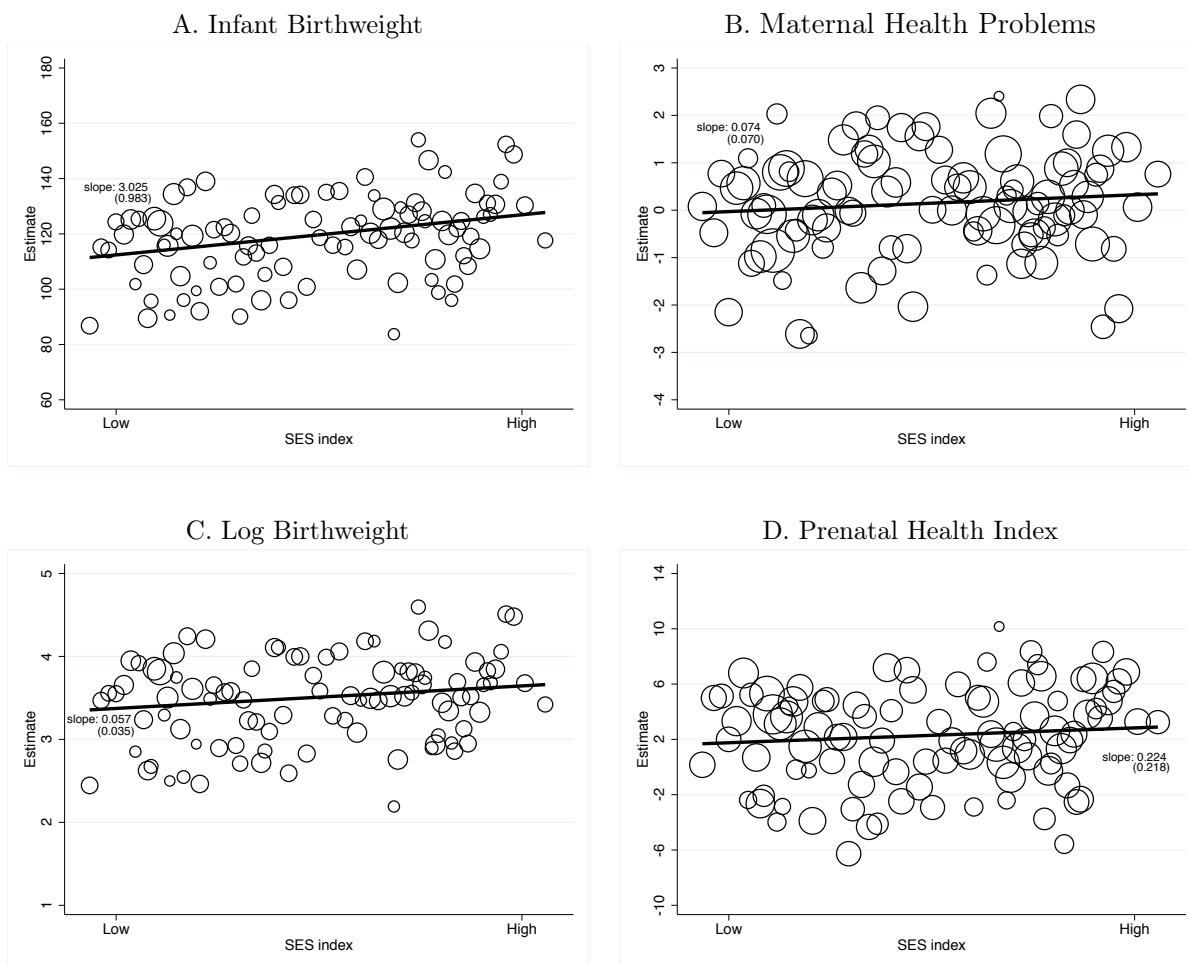 A. Infant Birthweight
Estimate
180
160
140
120
100
80
60
slope: 3.025
(0.983)
Low
High
SES index
B. Maternal Health Problems
Estimate
3
2
1
0
-1
-2
-3
-4
slope: 0.074
(0.070)
Low
High
SES index
C. Log Birthweight
Estimate
5
4
3
2
1
slope: 0.057
(0.035)
Low
High
SES index
D. Prenatal Health Index
Estimate
14
10
6
2
-2
-6
-10
slope: 0.224
(0.218)
Low
High
SES index